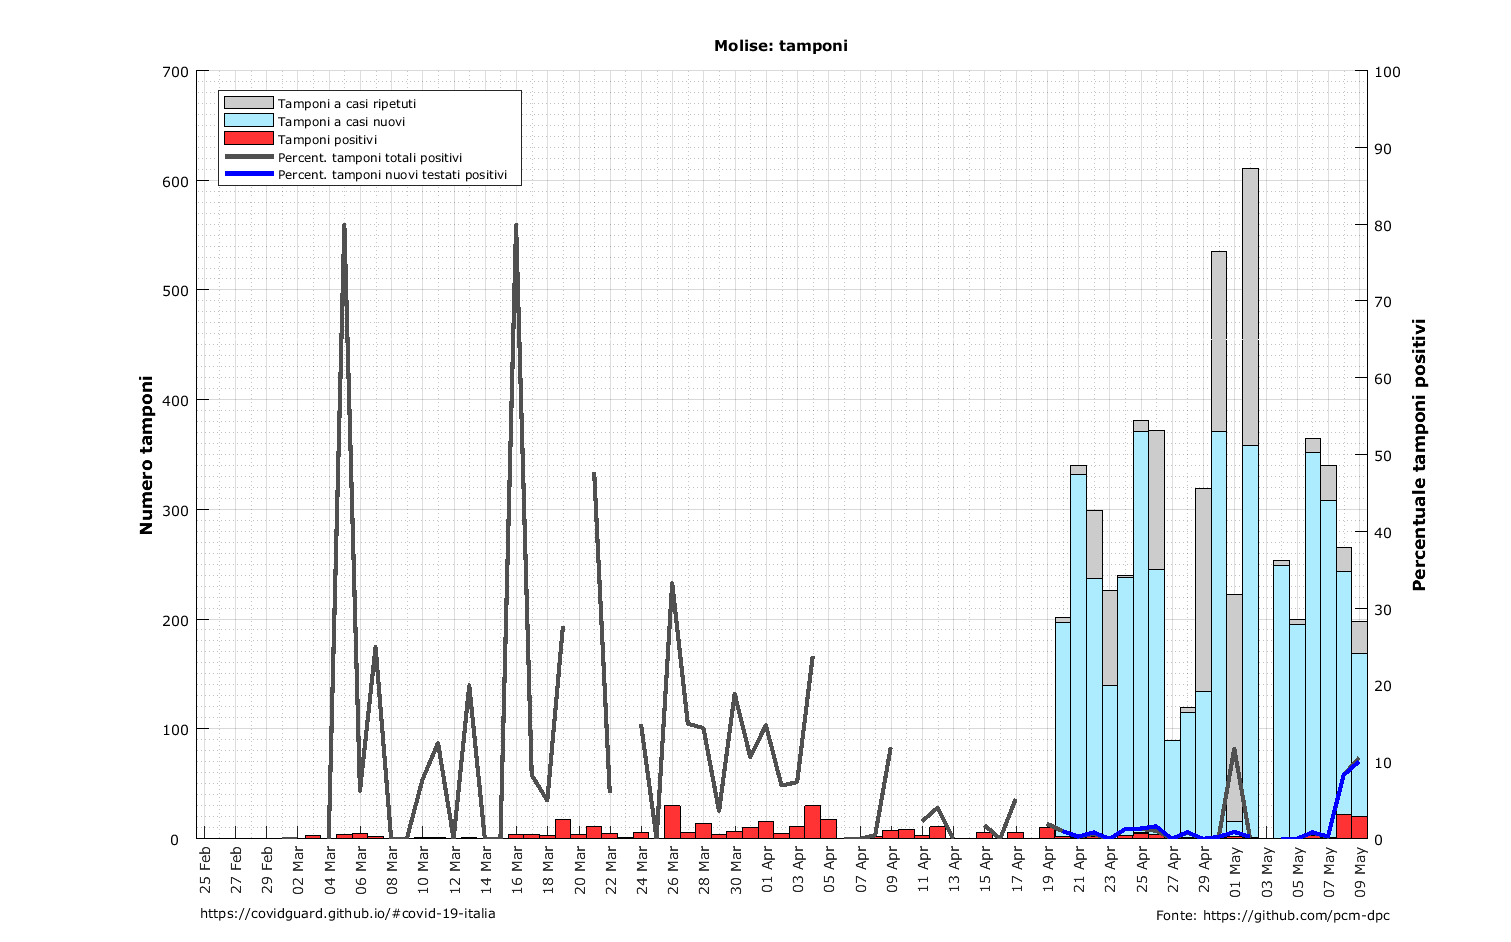 Molise: tamponi
Tamponi a casi ripetuti
Tamponi a casi nuovi
Tamponi positivi
Percent. tamponi totali positivi
Percent. tamponi nuovi testati positivi
Numero tamponi
700
600
500
400
300
200
100
0
Percentuale tamponi positivi
100
90
80
70
60
50
40
30
20
10
0
25 Feb
27 Feb
29 Feb
02 Mar
04 Mar
06 Mar
08 Mar
10 Mar
12 Mar
14 Mar
16 Mar
18 Mar
20 Mar
22 Mar
24 Mar
26 Mar
28 Mar
30 Mar
01 Apr
03 Apr
05 Apr
07 Apr
09 Apr
11 Apr
13 Apr
15 Apr
17 Apr
19 Apr
21 Apr
23 Apr
25 Apr
27 Apr
29 Apr
01 May
03 May
05 May
07 May
09 May
https://covidguard.github.io/#covid-19-italia
Fonte: https://github.com/pcm-dpc